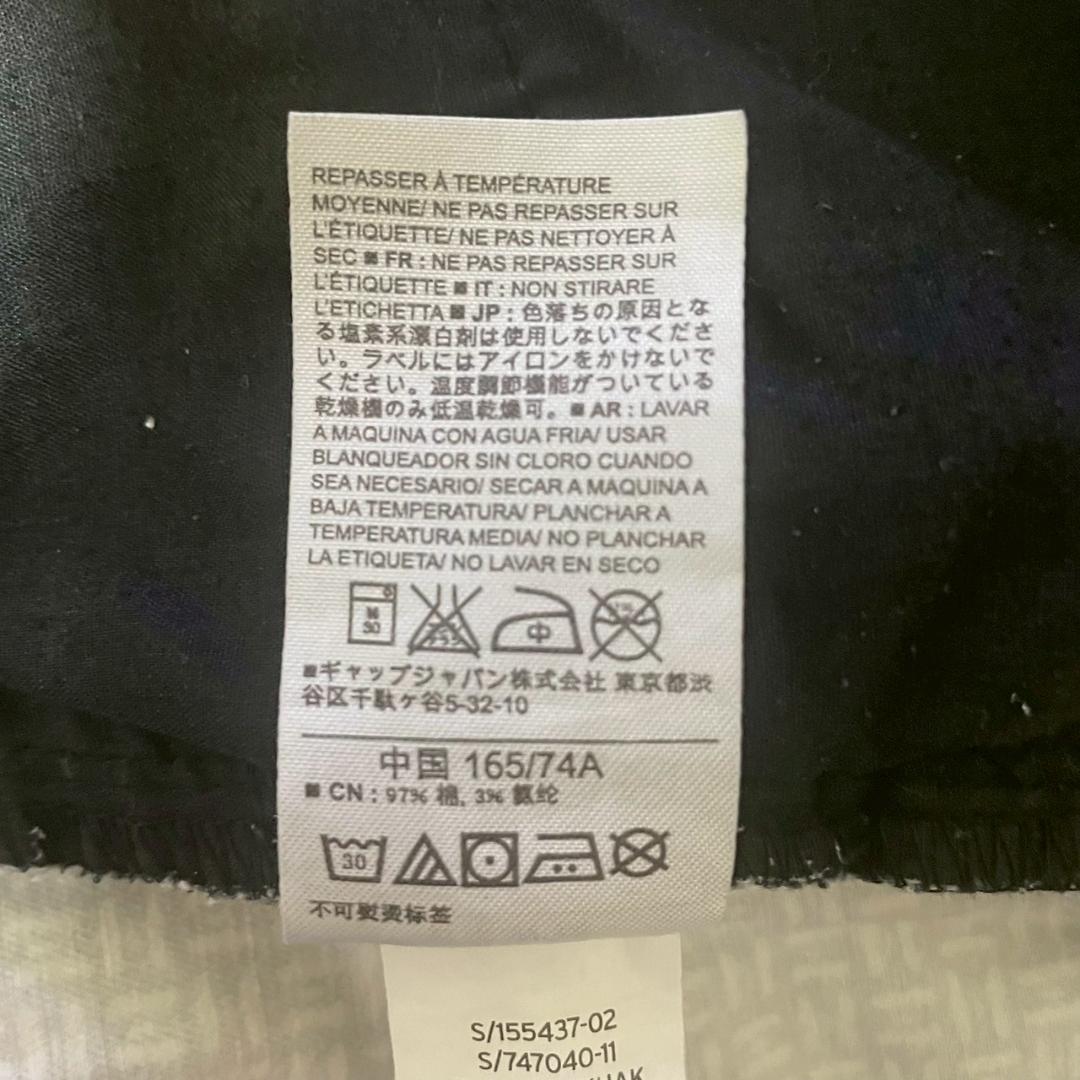 REPASSER À TEMPÉRATURE
MOYENNE/ NE PAS REPASSER SUR
L'ÉTIQUETTE/ NE PAS NETTOYER À
SEC ■ FR : NE PAS REPASSER SUR
L'ÉTIQUETTE ■ IT : NON STIRARE
L'ETICHETTA ■ JP : 色落ちの原因とな
る塩素系漂白剤は使用しないでくださ
い。ラベルにはアイロンをかけないで
ください。温度調節機能がついている
乾燥機のみ低温乾燥可。■ AR : LAVAR
A MAQUINA CON AGUA FRIA/ USAR
BLANQUEADOR SIN CLORO CUANDO
SEA NECESARIO/ SECAR A MAQUINA A
BAJA TEMPERATURA/ PLANCHAR A
TEMPERATURA MEDIA/ NO PLANCHAR
LA ETIQUETA/ NO LAVAR EN SECO
30 中
■ギャップジャパン株式会社 東京都渋
谷区千駄ヶ谷5-32-10
中国 165/74A
■ CN : 97% 棉, 3% 氨纶
30
不可熨烫标签
S/155437-02
S/747040-11